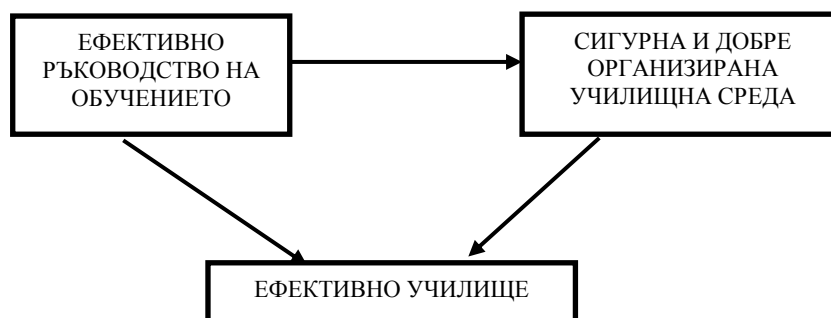 ЕФЕКТИВНО
РЪКОВОДСТВО НА
ОБУЧЕНИЕТО
СИГУРНА И ДОБРЕ
ОРГАНИЗИРАНА
УЧИЛИЩНА СРЕДА
ЕФЕКТИВНО УЧИЛИЩЕ